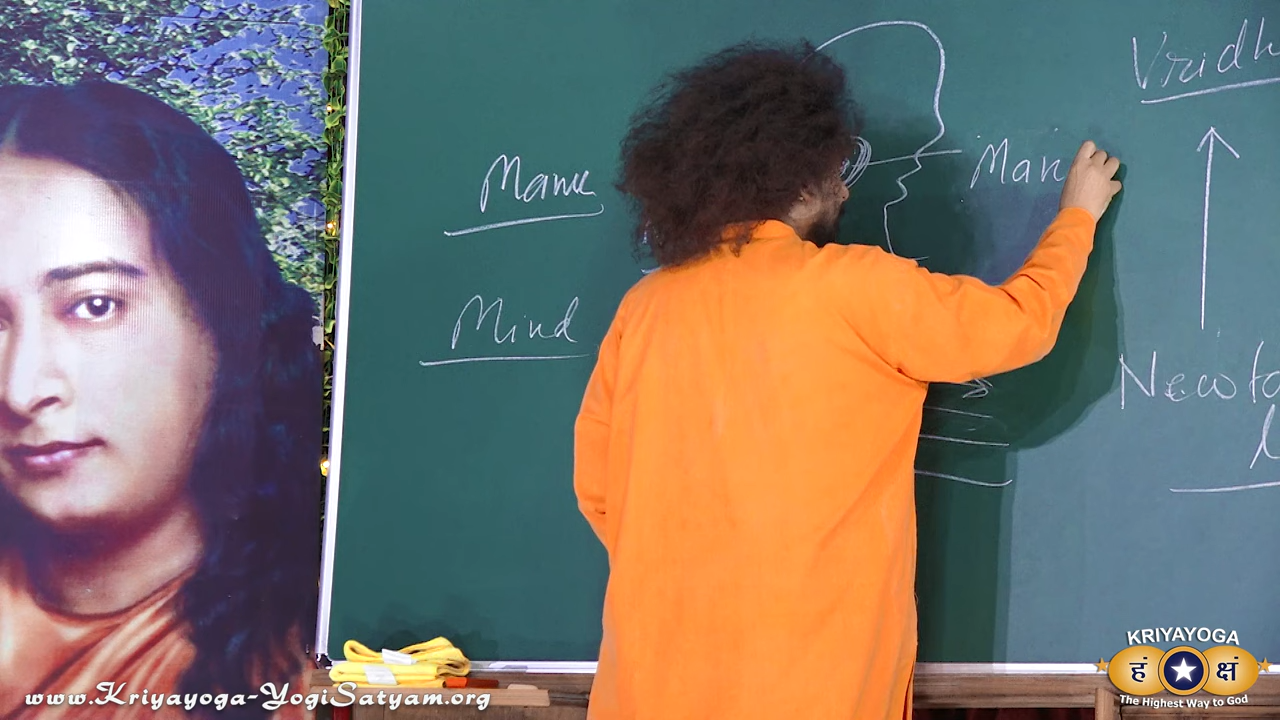 Vridh
Manu
Man
Mind
Newto
l
KRIYAYOGA
हं क्षं
The Highest Way to God
www.Kriyayoga-YogiSatyam.org